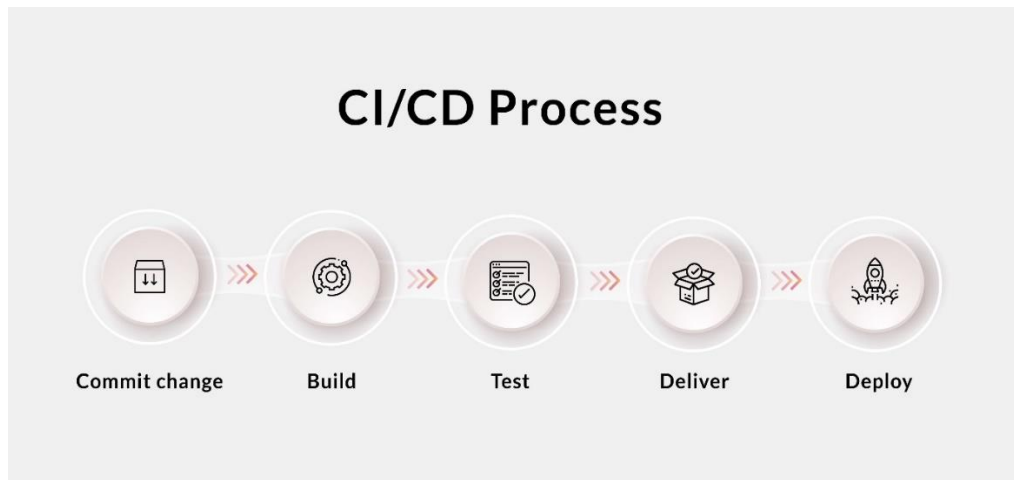 CI/CD Process
Commit change
Build
Test
Deliver
Deploy